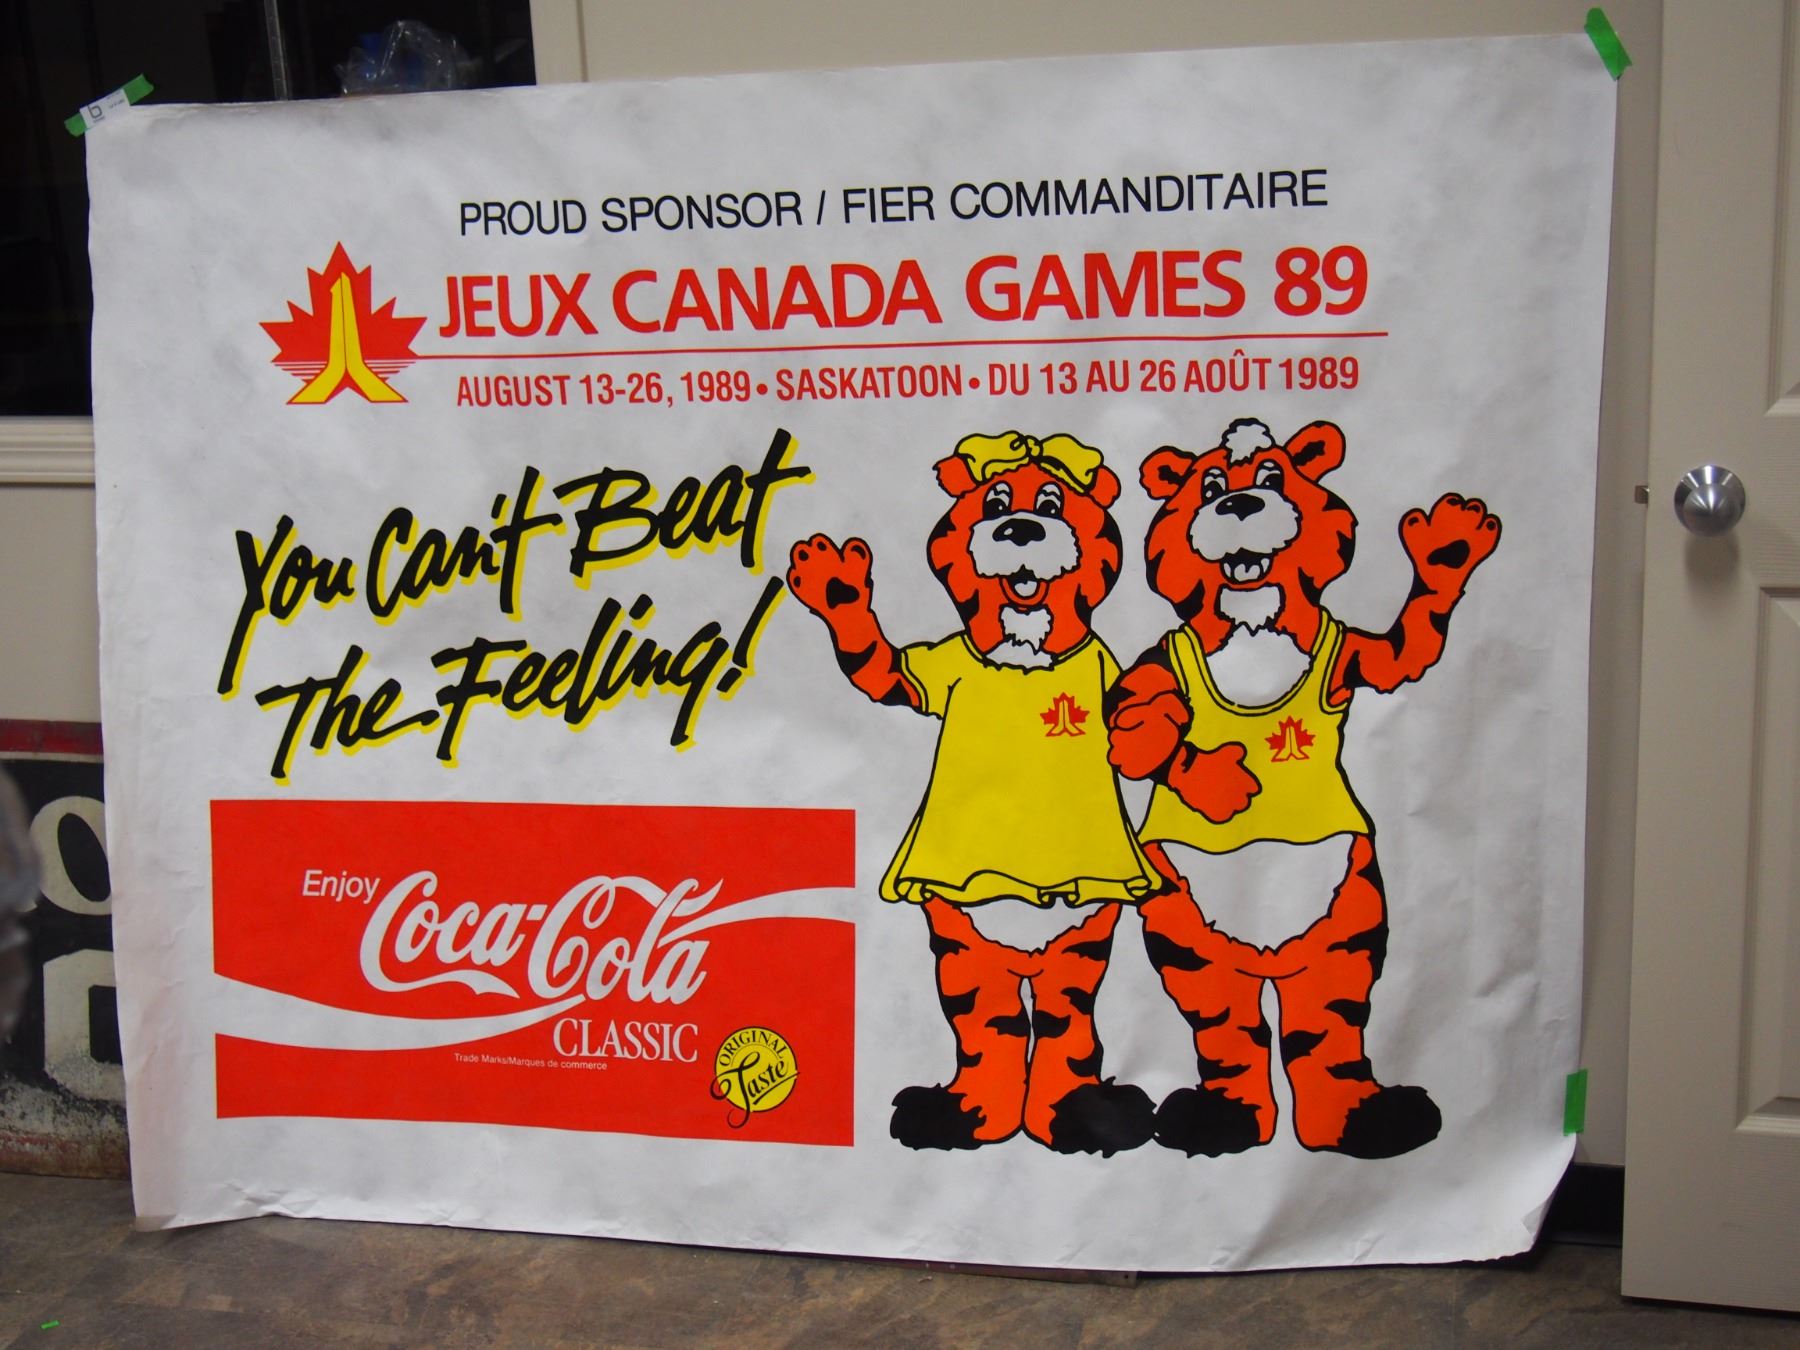 PROUD SPONSOR / FIER COMMANDITAIRE
JEUX CANADA GAMES 89
AUGUST 13-26, 1989 • SASKATOON • DU 13 AU 26 AOÛT 1989
You Can't Beat
The Feeling!
Enjoy
Coca-Cola
CLASSIC
Trade Marks/Marques de commerce
ORIGINAL
Taste